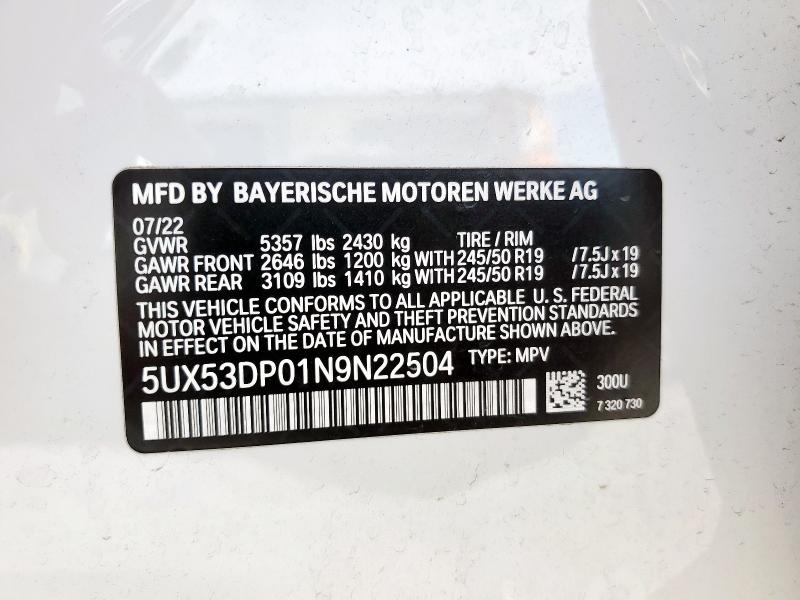 MFD BY BAYERISCHE MOTOREN WERKE AG
07/22
GVWR 5357 lbs 2430 kg TIRE / RIM
GAWR FRONT 2646 lbs 1200 kg WITH 245/50 R19 /7.5J x 19
GAWR REAR 3109 lbs 1410 kg WITH 245/50 R19 /7.5J x 19
THIS VEHICLE CONFORMS TO ALL APPLICABLE U. S. FEDERAL
MOTOR VEHICLE SAFETY AND THEFT PREVENTION STANDARDS
IN EFFECT ON THE DATE OF MANUFACTURE SHOWN ABOVE.
5UX53DP01N9N22504 TYPE: MPV
300U
7 320 730